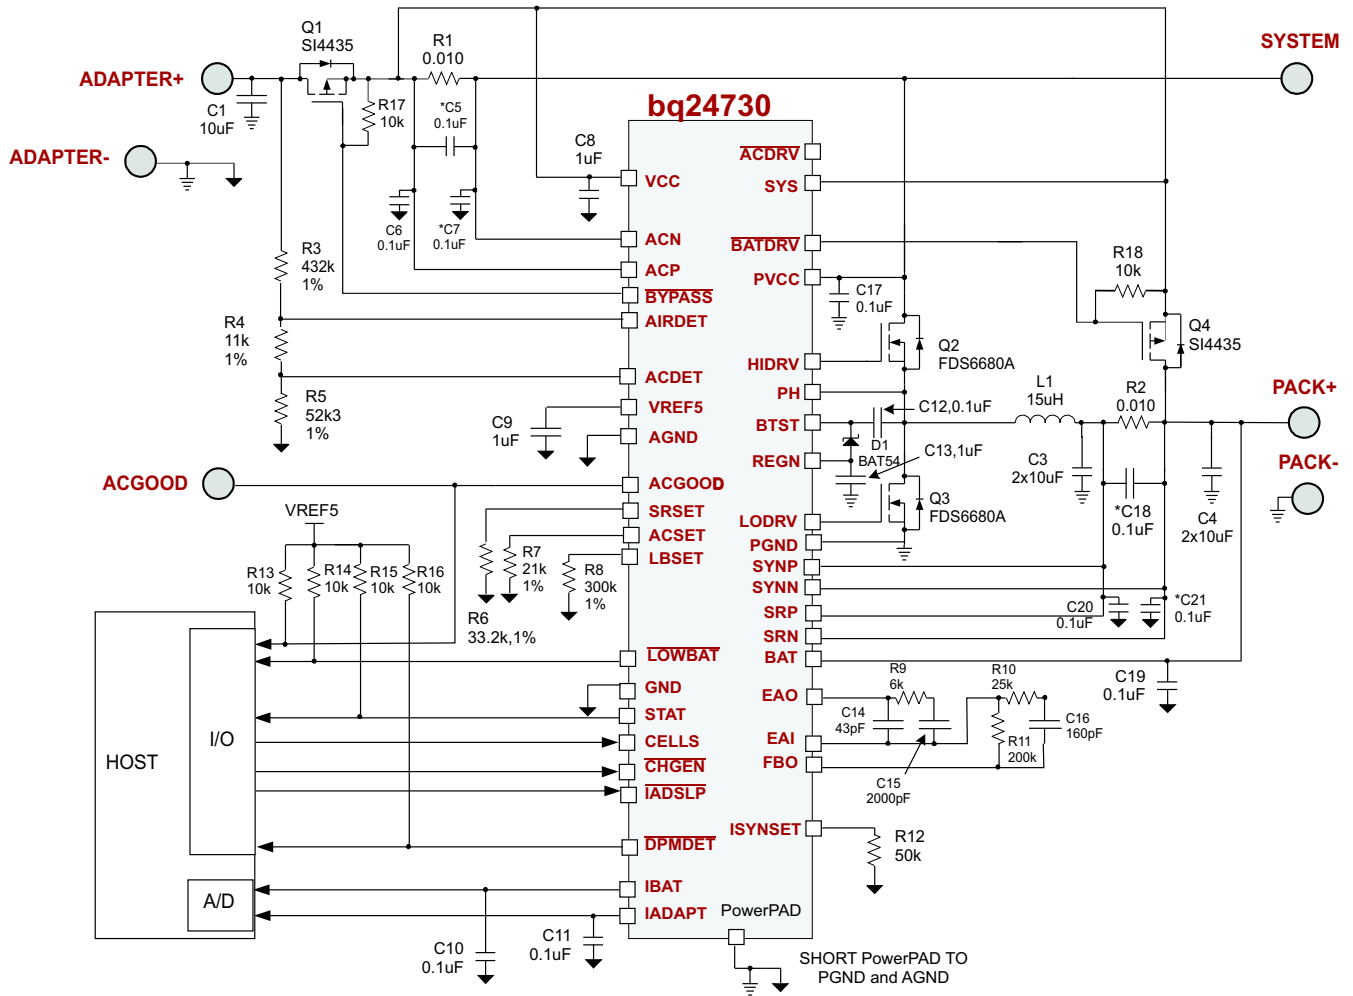 Q1
SI4435
R1
0.010
SYSTEM
ADAPTER+
C1
10uF
R17
10k
*C5
0.1uF
bq24730
ADAPTER-
C8
1uF
VCC
ACDRV
SYS
C6
0.1uF
*C7
0.1uF
ACN
BATDRV
R18
10k
R3
432k
1%
ACP
PVCC
C17
0.1uF
BYPASS
AIRDET
R4
11k
1%
Q4
SI4435
Q2
FDS6680A
HIDRV
ACDET
PH
L1
15uH
R2
0.010
PACK+
R5
52k3
1%
VREF5
C12,0.1uF
C9
1uF
AGND
BTST
D1
BAT54
C13,1uF
REGN
C3
2x10uF
PACK-
ACGOOD
ACGOOD
Q3
FDS6680A
*C18
0.1uF
C4
2x10uF
VREF5
SRSET
LODRV
ACSET
PGND
R7
21k
1%
LBSET
SYNP
R13
10k
R14
10k
R15
10k
R16
10k
R8
300k
1%
SYNN
R6
33.2k,1%
SRP
C20
0.1uF
*C21
0.1uF
SRN
LOWBAT
BAT
C19
0.1uF
GND
EAO
R9
6k
R10
25k
C14
43pF
C16
160pF
STAT
HOST
I/O
CELLS
EAI
R11
200k
CHGEN
FBO
C15
2000pF
IADSLP
ISYNSET
R12
50k
DPMDET
A/D
IBAT
IADAPT
PowerPAD
C10
0.1uF
C11
0.1uF
SHORT PowerPAD TO
PGND and AGND